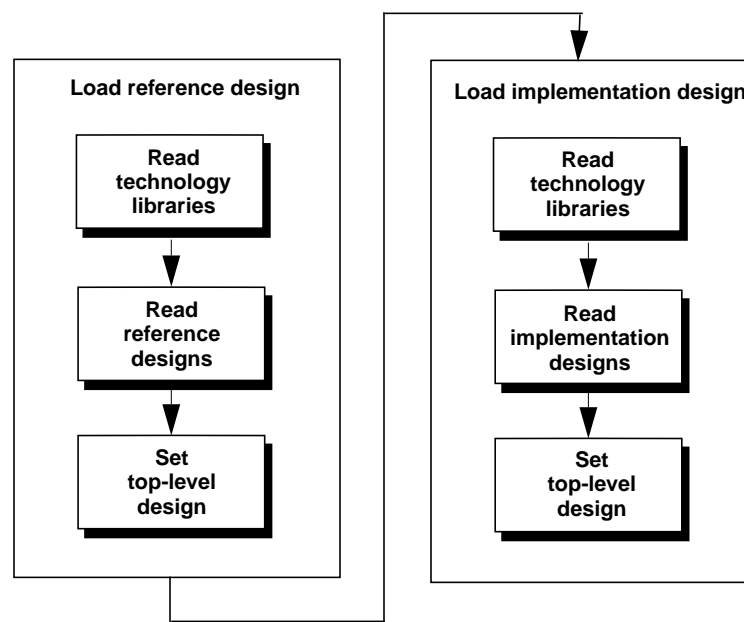 Load reference design
Read
technology
libraries
Read
reference
designs
Set
top-level
design
Load implementation design
Read
technology
libraries
Read
implementation
designs
Set
top-level
design